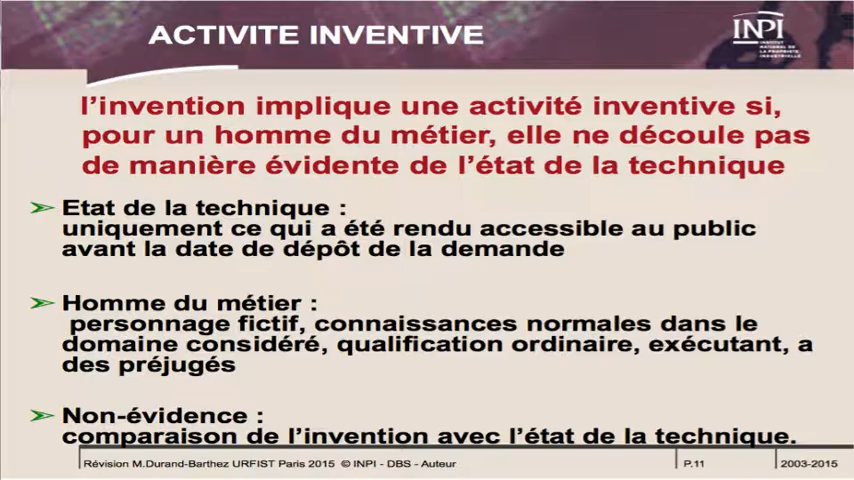 ACTIVITE INVENTIVE
INPI
INSTITUT
NATIONAL DE
LA PROPRIETE
INDUSTRIELLE
l’invention implique une activité inventive si,
pour un homme du métier, elle ne découle pas
de manière évidente de l’état de la technique
➢ Etat de la technique :
uniquement ce qui a été rendu accessible au public
avant la date de dépôt de la demande
➢ Homme du métier :
personnage fictif, connaissances normales dans le
domaine considéré, qualification ordinaire, exécutant, a
des préjugés
➢ Non-évidence :
comparaison de l’invention avec l’état de la technique.
Révision M.Durand-Barthez URFIST Paris 2015 © INPI - DBS - Auteur P.11 2003-2015